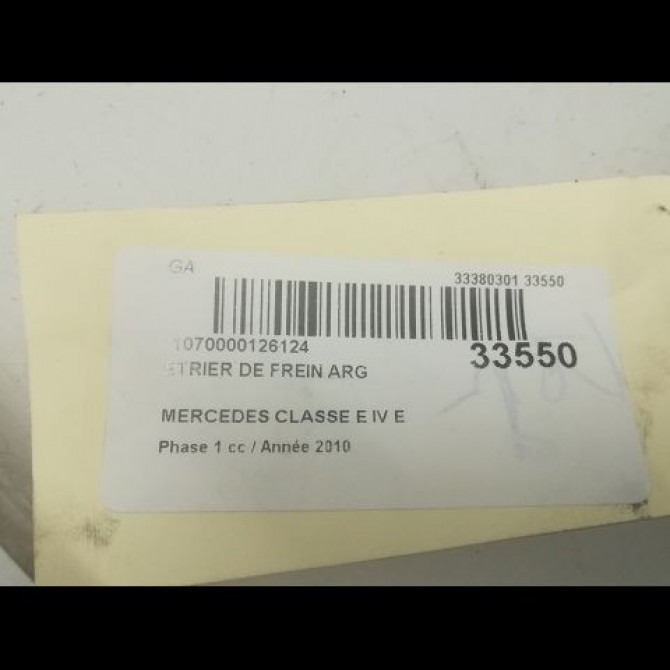 GA
33380301 33550
1070000126124
33550
ETRIER DE FREIN ARG
MERCEDES CLASSE E IV E
Phase 1 cc / Année 2010